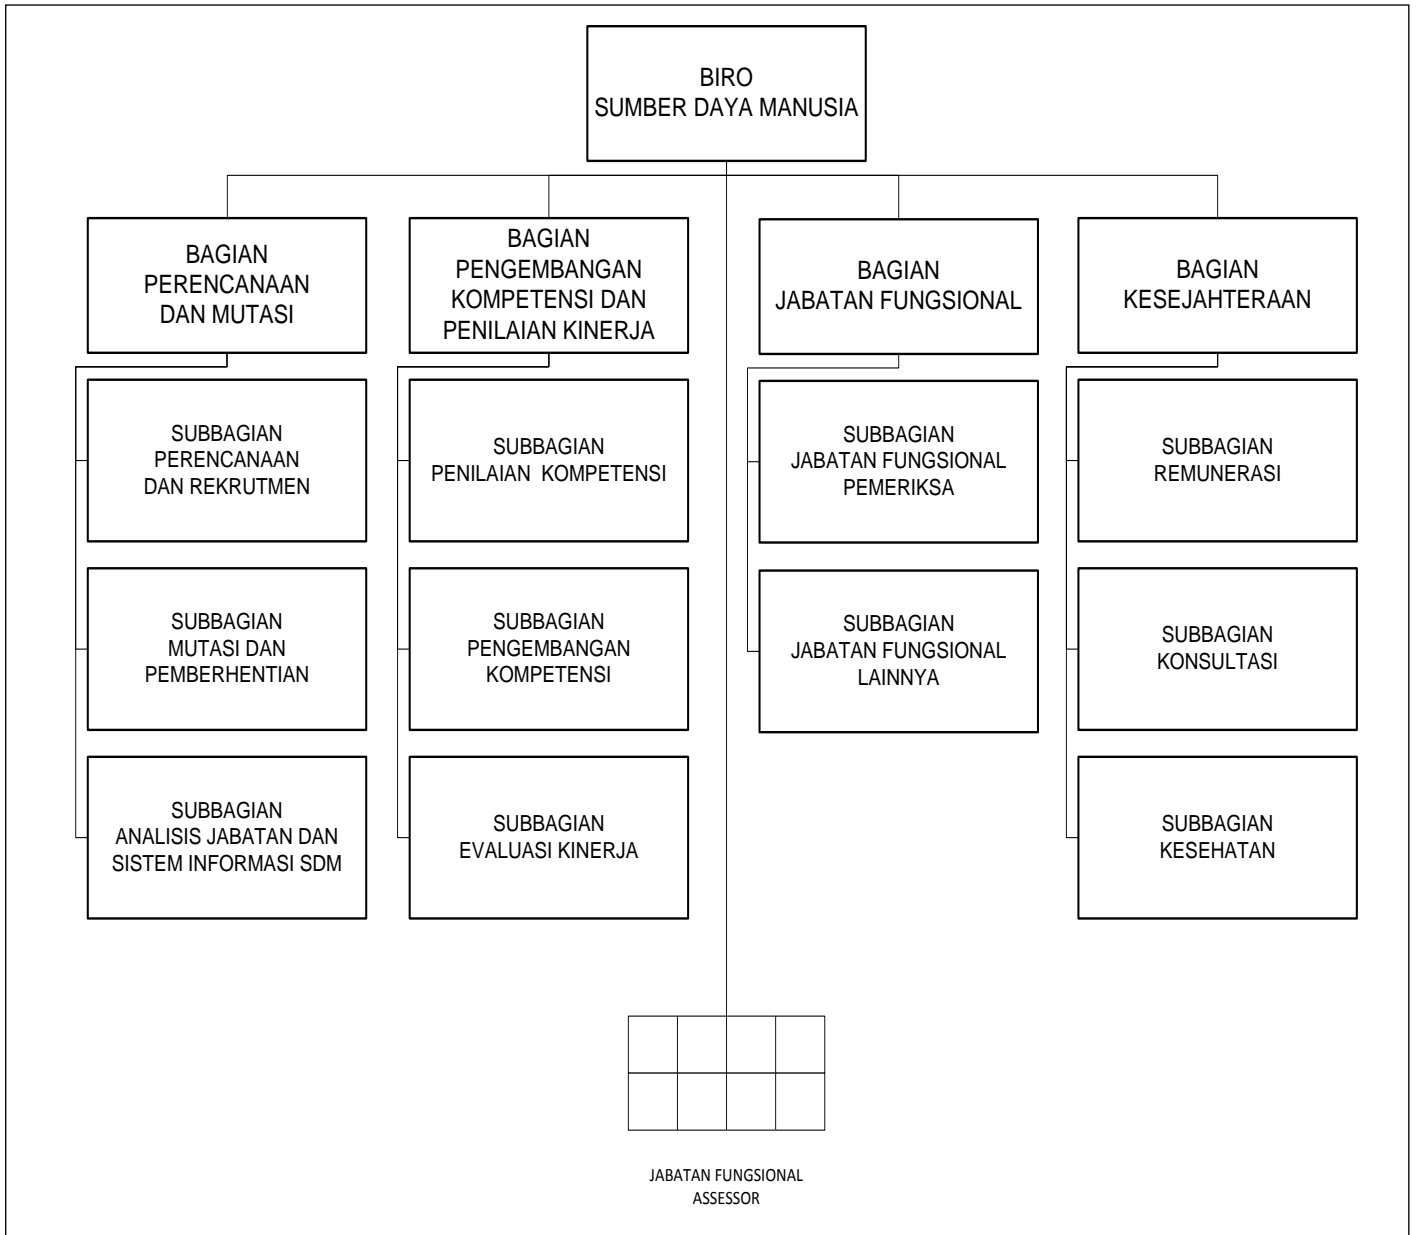 BIRO
SUMBER DAYA MANUSIA
BAGIAN
PERENCANAAN
DAN MUTASI
BAGIAN
PENGEMBANGAN
KOMPETENSI DAN
PENILAIAN KINERJA
BAGIAN
JABATAN FUNGSIONAL
BAGIAN
KESEJAHTERAAN
SUBBAGIAN
PERENCANAAN
DAN REKRUTMEN
SUBBAGIAN
PENILAIAN KOMPETENSI
SUBBAGIAN
JABATAN FUNGSIONAL
PEMERIKSA
SUBBAGIAN
REMUNERASI
SUBBAGIAN
MUTASI DAN
PEMBERHENTIAN
SUBBAGIAN
PENGEMBANGAN
KOMPETENSI
SUBBAGIAN
JABATAN FUNGSIONAL
LAINNYA
SUBBAGIAN
KONSULTASI
SUBBAGIAN
ANALISIS JABATAN DAN
SISTEM INFORMASI SDM
SUBBAGIAN
EVALUASI KINERJA
SUBBAGIAN
KESEHATAN
JABATAN FUNGSIONAL
ASSESSOR